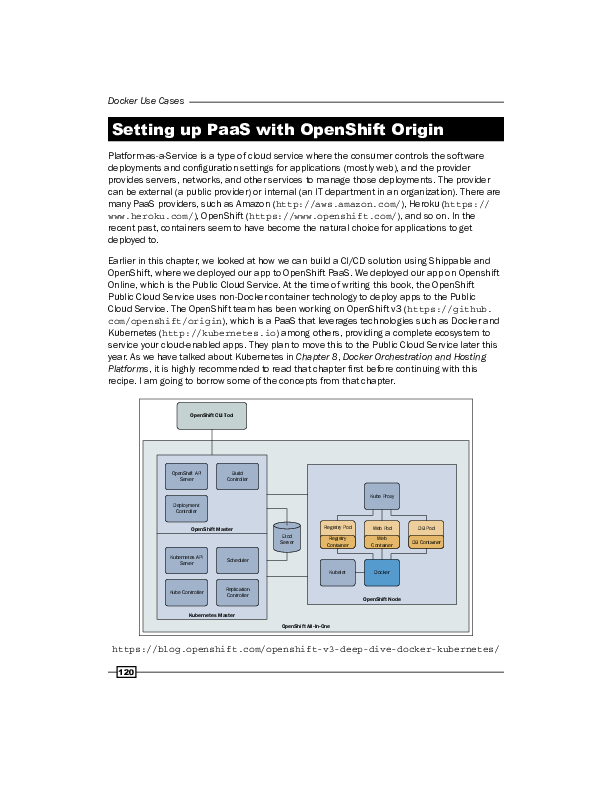 Docker Use Cases
Setting up PaaS with OpenShift Origin
Platform-as-a-Service is a type of cloud service where the consumer controls the software
deployments and configuration settings for applications (mostly web), and the provider
provides servers, networks, and other services to manage those deployments. The provider
can be external (a public provider) or internal (an IT department in an organization). There are
many PaaS providers, such as Amazon (http://aws.amazon.com/), Heroku (https://
www.heroku.com/), OpenShift (https://www.openshift.com/), and so on. In the
recent past, containers seem to have become the natural choice for applications to get
deployed to.
Earlier in this chapter, we looked at how we can build a CI/CD solution using Shippable and
OpenShift, where we deployed our app to OpenShift PaaS. We deployed our app on Openshift
Online, which is the Public Cloud Service. At the time of writing this book, the OpenShift
Public Cloud Service uses non-Docker container technology to deploy apps to the Public
Cloud Service. The OpenShift team has been working on OpenShift v3 (https://github.
com/openshift/origin), which is a PaaS that leverages technologies such as Docker and
Kubernetes (http://kubernetes.io) among others, providing a complete ecosystem to
service your cloud-enabled apps. They plan to move this to the Public Cloud Service later this
year. As we have talked about Kubernetes in Chapter 8, Docker Orchestration and Hosting
Platforms, it is highly recommended to read that chapter first before continuing with this
recipe. I am going to borrow some of the concepts from that chapter.
OpenShift CLI Tool
OpenShift API
Server
Build
Controller
Deployment
Controller
OpenShift Master
Kubernetes API
Server
Scheduler
Kube Controller
Replication
Controller
Kubernetes Master
Etcd
Server
Kube Proxy
Registry Pod
Registry
Container
Web Pod
Web
Container
DB Pod
DB Container
Kubelet
Docker
OpenShift Node
OpenShift All-In-One
https://blog.openshift.com/openshift-v3-deep-dive-docker-kubernetes/
120